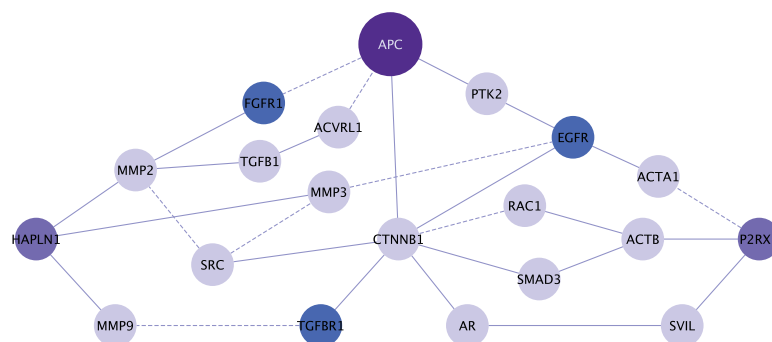 APC
PTK2
FGFR1
ACVRL1
EGFR
TGFB1
MMP2
ACTA1
MMP3
RAC1
HAPLN1
CTNNB1
ACTB
P2RX
SRC
SMAD3
MMP9
TGFBR1
AR
SVIL